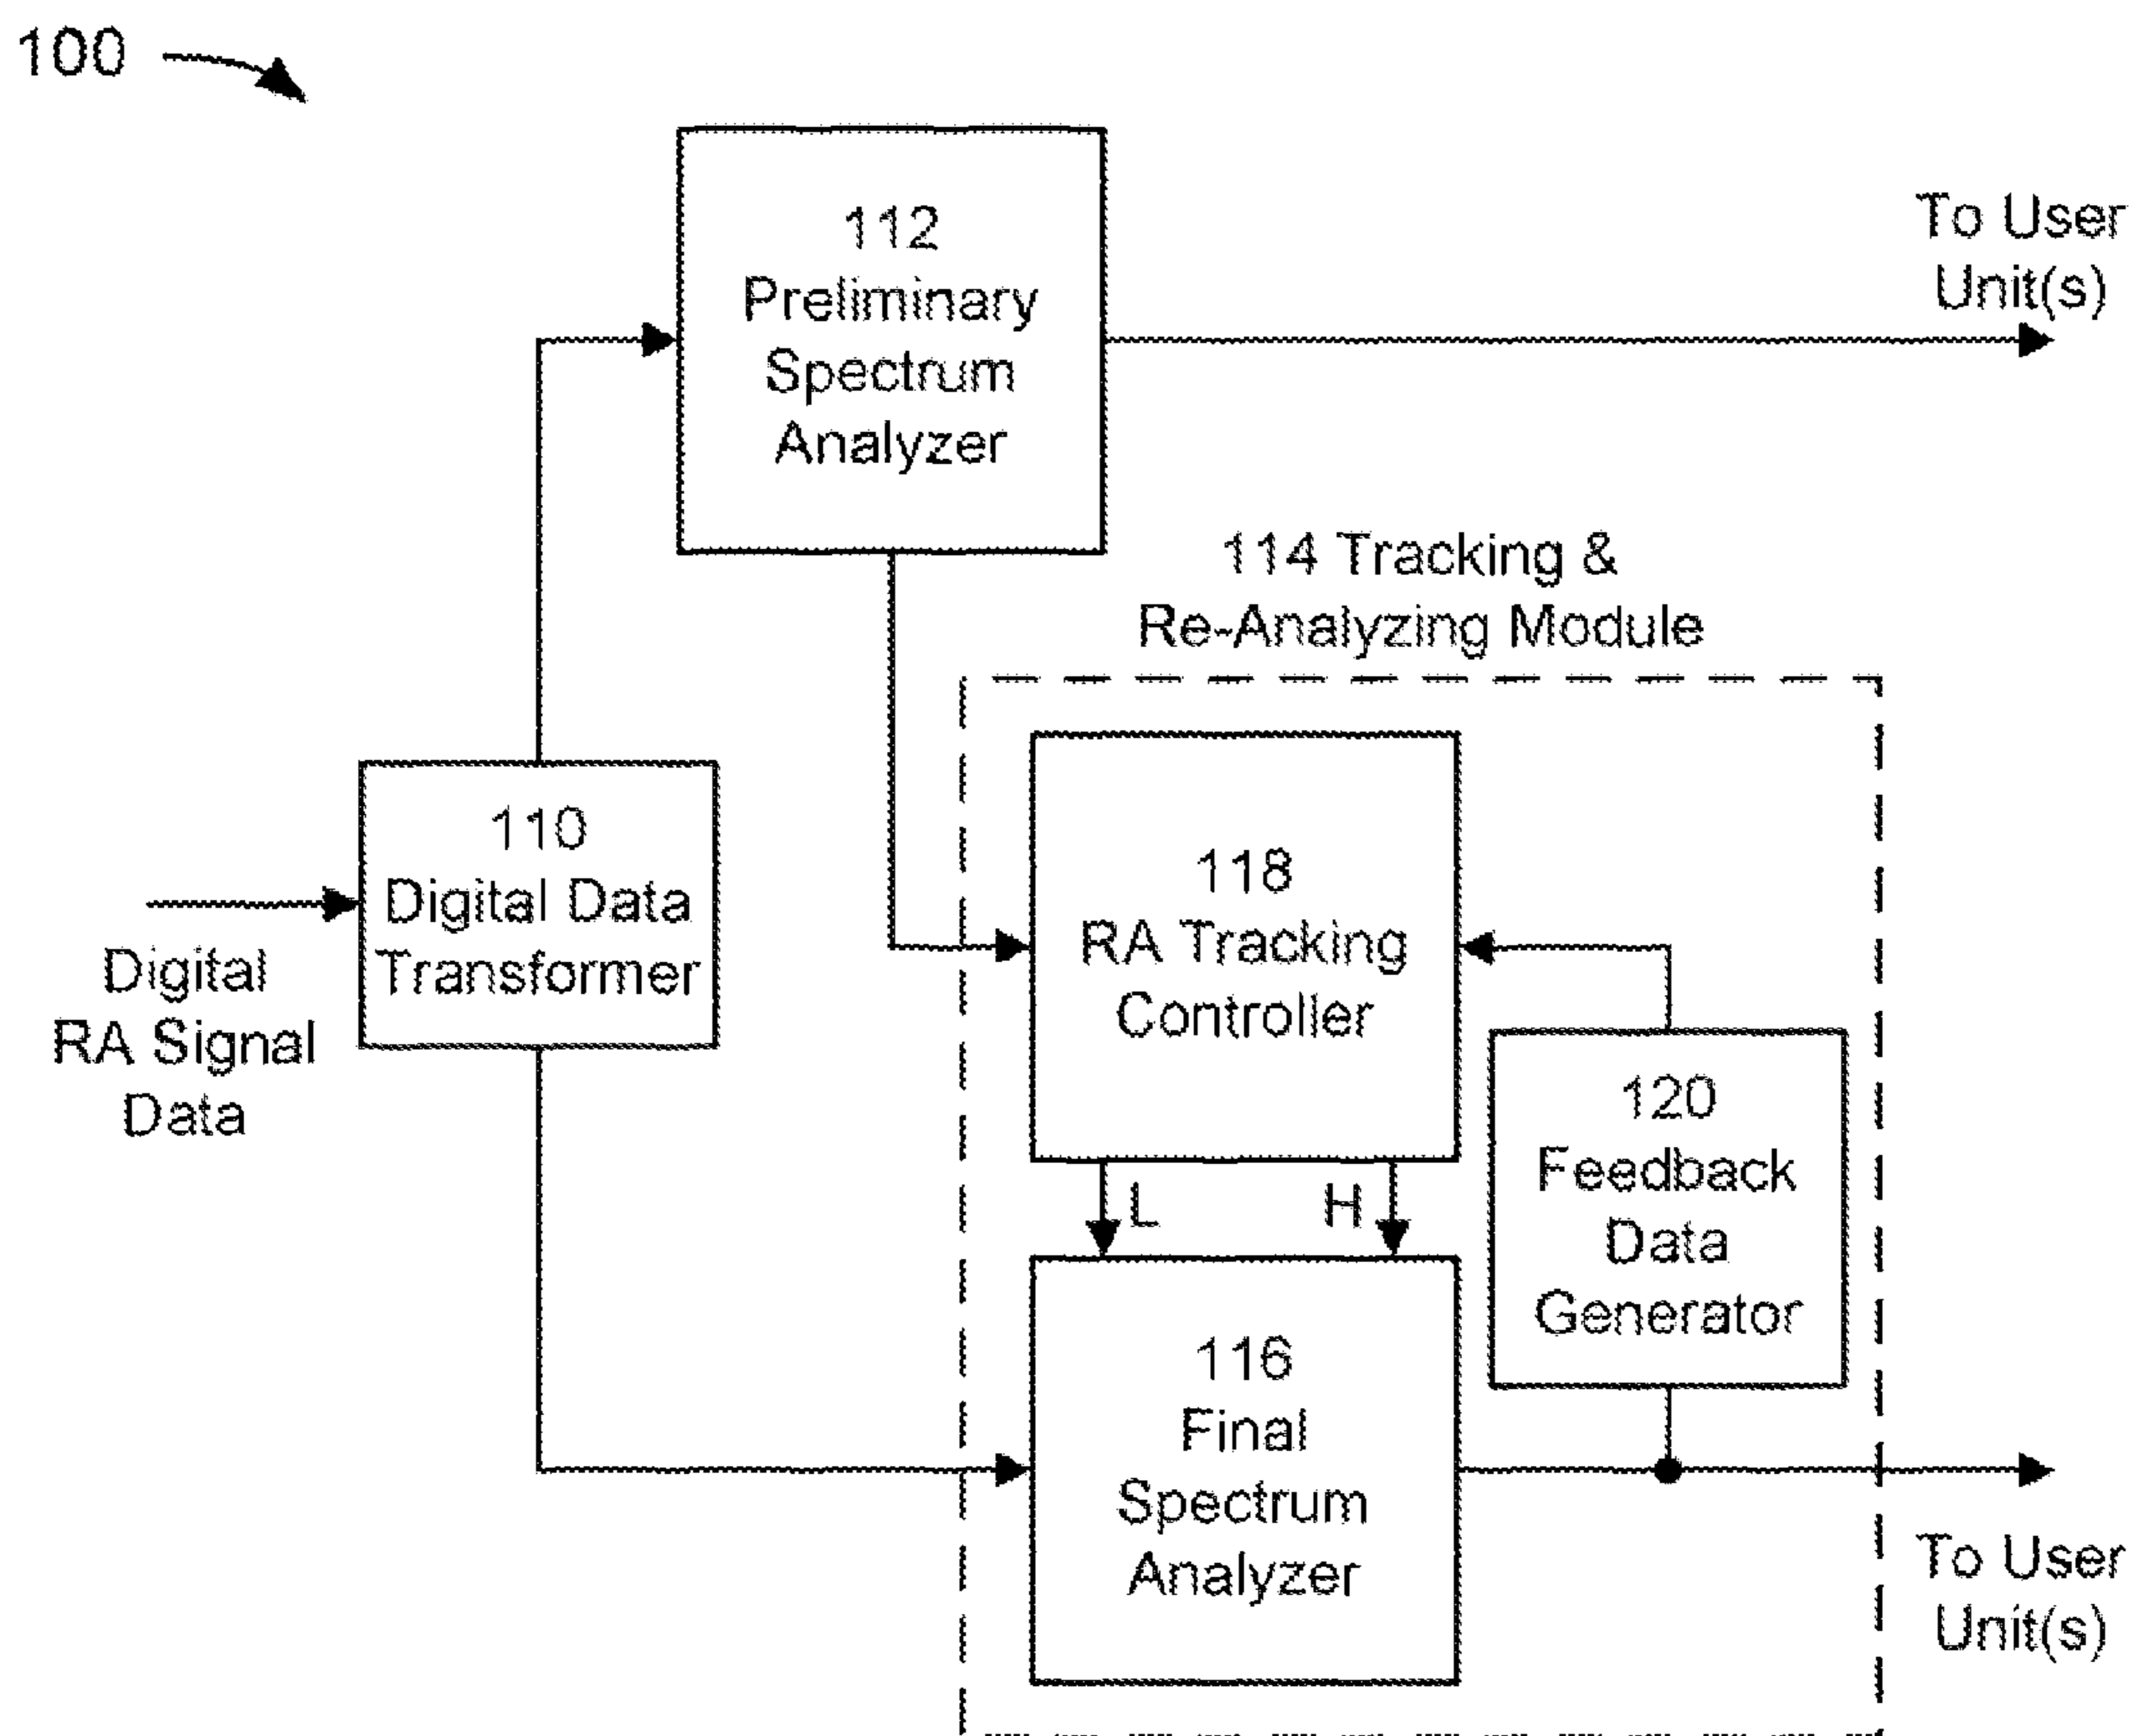 100
112
Preliminary
Spectrum
Analyzer
To User
Unit(s)
114 Tracking &
Re-Analyzing Module
110
Digital Data
Transformer
Digital
RA Signal
Data
118
RA Tracking
Controller
120
Feedback
Data
Generator
L
H
116
Final
Spectrum
Analyzer
To User
Unit(s)